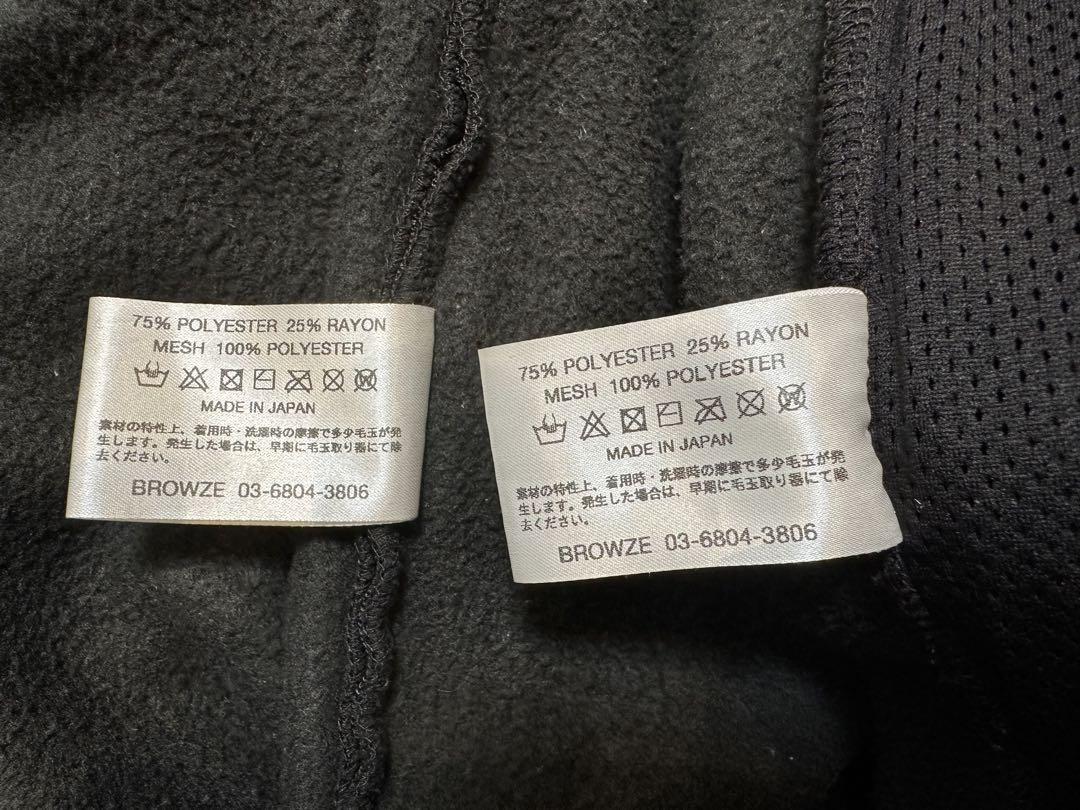 75% POLYESTER 25% RAYON
MESH 100% POLYESTER
MADE IN JAPAN
素材の特性上、着用時・洗濯時の摩擦で多少毛玉が発
生します。発生した場合は、早期に毛玉取り器にて除
去ください。
BROWZE 03-6804-3806
75% POLYESTER 25% RAYON
MESH 100% POLYESTER
MADE IN JAPAN
素材の特性上、着用時・洗濯時の摩擦で多少毛玉が発
生します。発生した場合は、早期に毛玉取り器にて除
去ください。
BROWZE 03-6804-3806